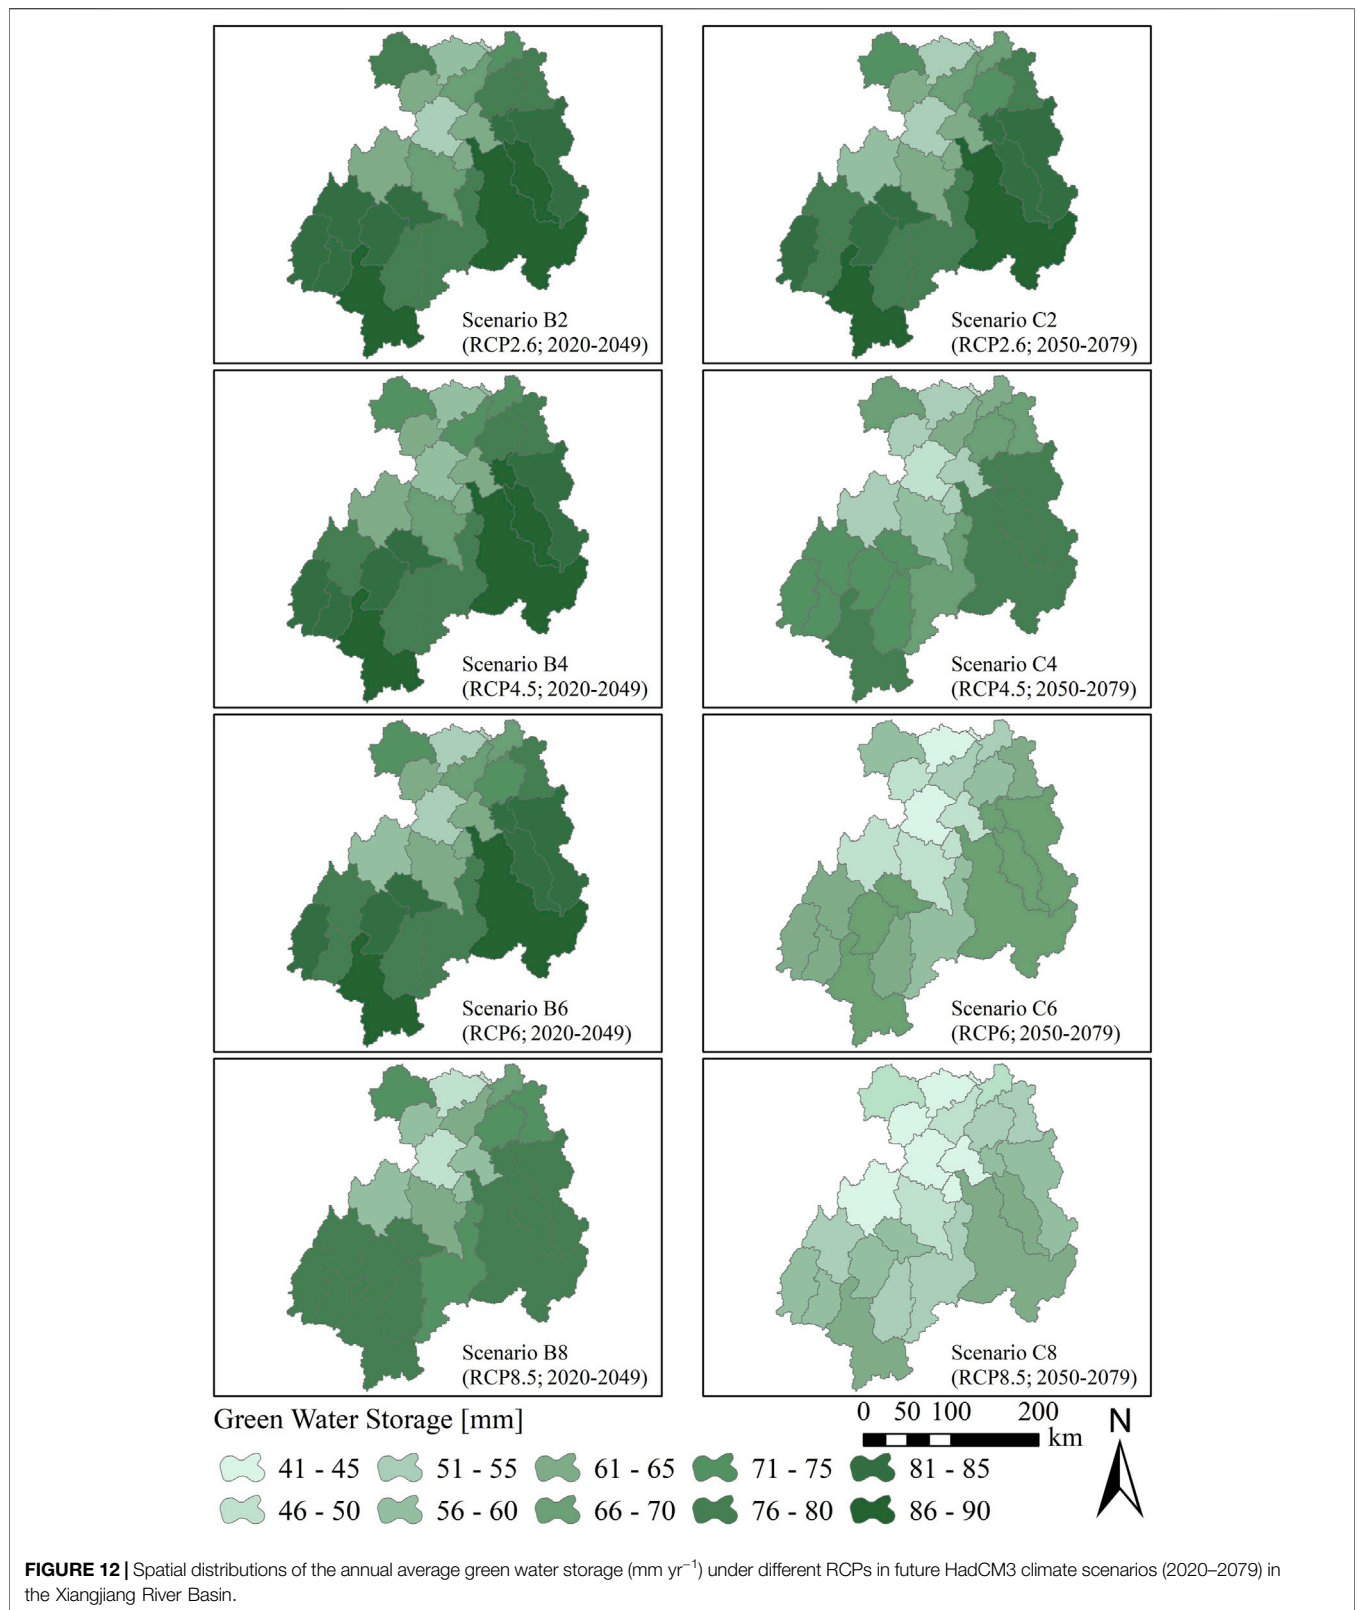 Scenario B2
(RCP2.6; 2020-2049)
Scenario C2
(RCP2.6; 2050-2079)
Scenario B4
(RCP4.5; 2020-2049)
Scenario C4
(RCP4.5; 2050-2079)
Scenario B6
(RCP6; 2020-2049)
Scenario C6
(RCP6; 2050-2079)
Scenario B8
(RCP8.5; 2020-2049)
Scenario C8
(RCP8.5; 2050-2079)
Green Water Storage [mm]
0 50 100 200
km
N
41 - 45 51 - 55 61 - 65 71 - 75 81 - 85
46 - 50 56 - 60 66 - 70 76 - 80 86 - 90
FIGURE 12 | Spatial distributions of the annual average green water storage (mm yr⁻¹) under different RCPs in future HadCM3 climate scenarios (2020–2079) in
the Xiangjiang River Basin.